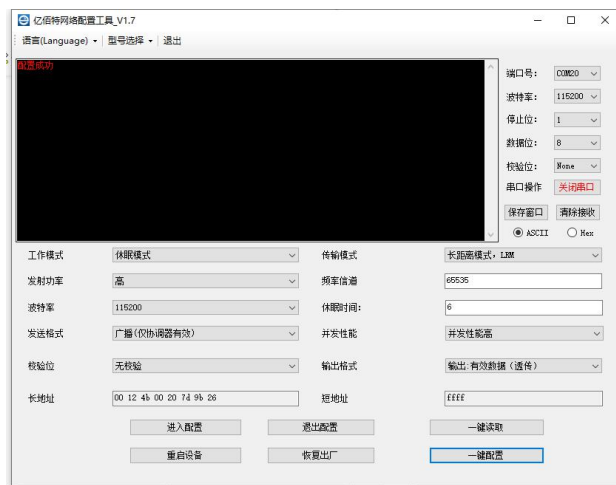 亿佰特网络配置工具_V1.7
语言(Language) 型号选择 退出
配置成功
端口号: COM20
波特率: 115200
停止位: 1
数据位: 8
校验位: None
串口操作 关闭串口
保存窗口 清除接收
ASCII Hex
工作模式 休眠模式 传输模式 长距离模式, LRM
发射功率 高 频率信道 65535
波特率 115200 休眠时间: 6
发送格式 广播(仅协调器有效) 并发性能 并发性能高
校验位 无校验 输出格式 输出:有效数据(透传)
长地址 00 12 4b 00 20 7d 9b 26 短地址 ffff
进入配置 退出配置 一键读取
重启设备 恢复出厂 一键配置